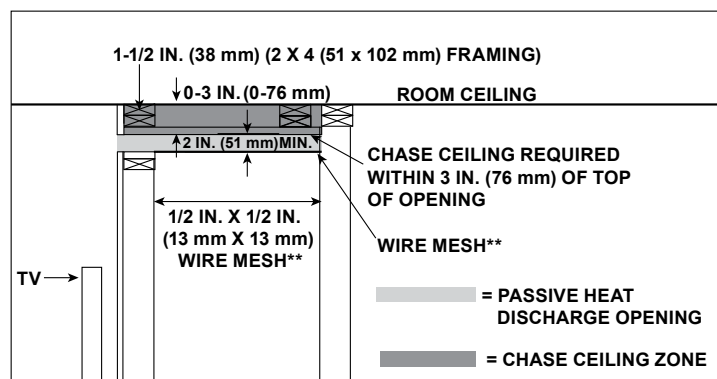 1-1/2 IN. (38 mm) (2 X 4 (51 x 102 mm) FRAMING)
0-3 IN. (0-76 mm)
ROOM CEILING
2 IN. (51 mm) MIN.
CHASE CEILING REQUIRED
WITHIN 3 IN. (76 mm) OF TOP
OF OPENING
1/2 IN. X 1/2 IN.
(13 mm X 13 mm)
WIRE MESH**
WIRE MESH**
TV
= PASSIVE HEAT
DISCHARGE OPENING
= CHASE CEILING ZONE